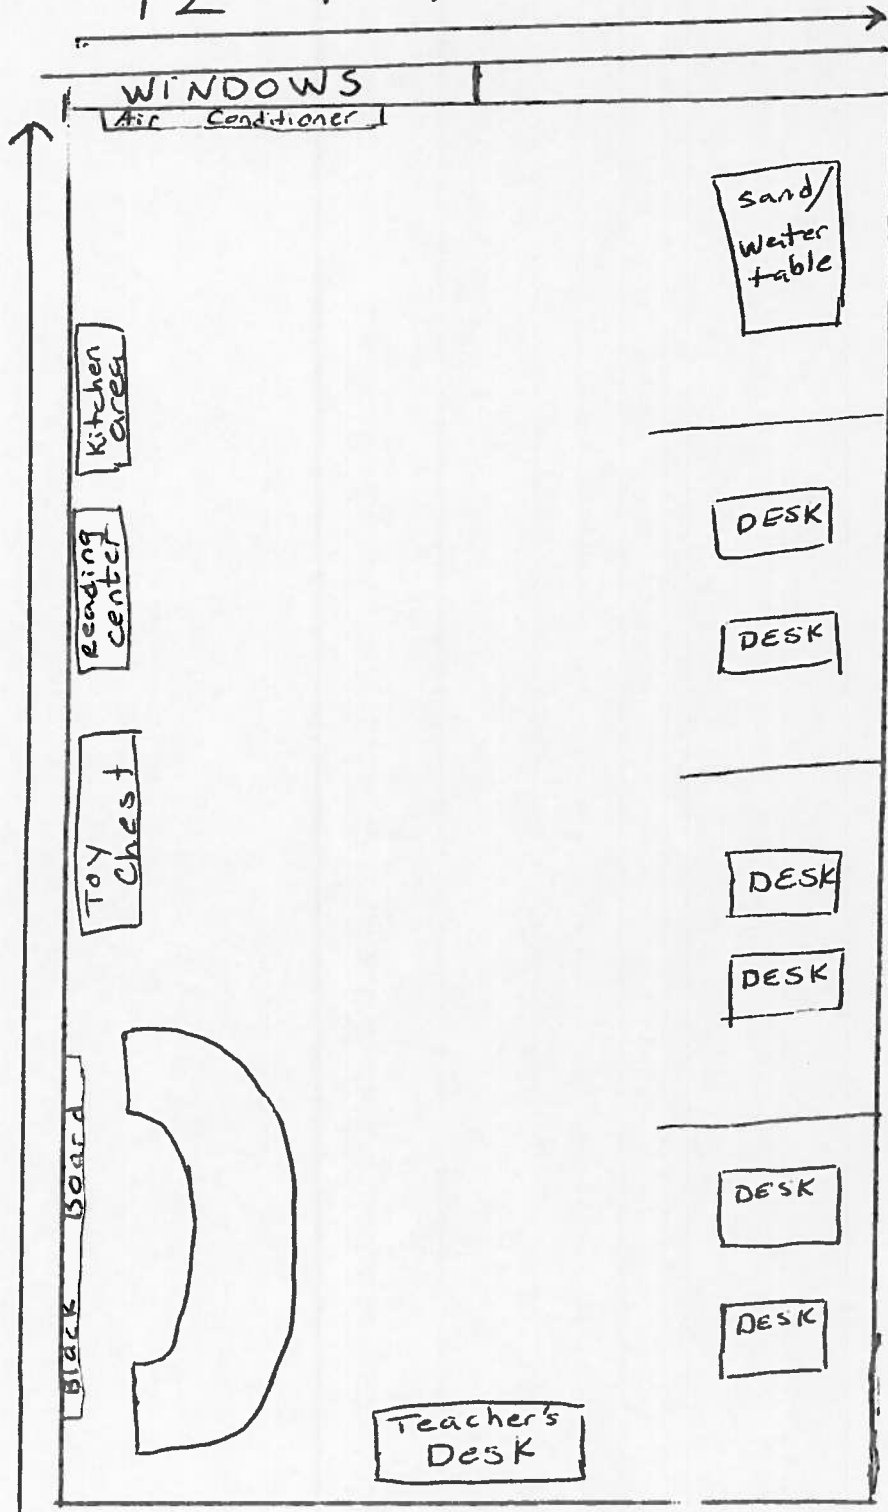 12
WINDOWS
Air Conditioner
Sand/
Water
table
Kitchen
area
DESK
Reading
center
DESK
Toy
Chest
DESK
DESK
Black Board
DESK
DESK
Teacher's
Desk